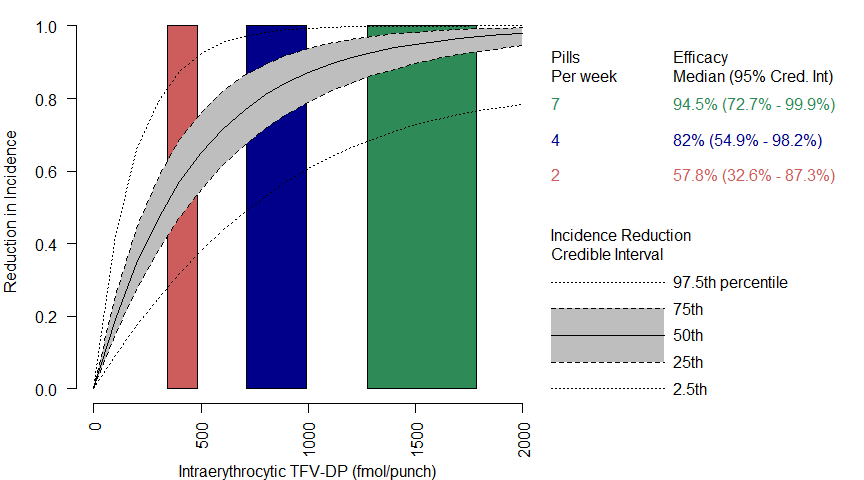 Reduction in Incidence
1.0
0.8
0.6
0.4
0.2
0.0
0
500
1000
1500
2000
Intraerythrocytic TFV-DP (fmol/punch)
Pills Efficacy
Per week Median (95% Cred. Int)
7 94.5% (72.7% - 99.9%)
4 82% (54.9% - 98.2%)
2 57.8% (32.6% - 87.3%)
Incidence Reduction
Credible Interval
97.5th percentile
75th
50th
25th
2.5th